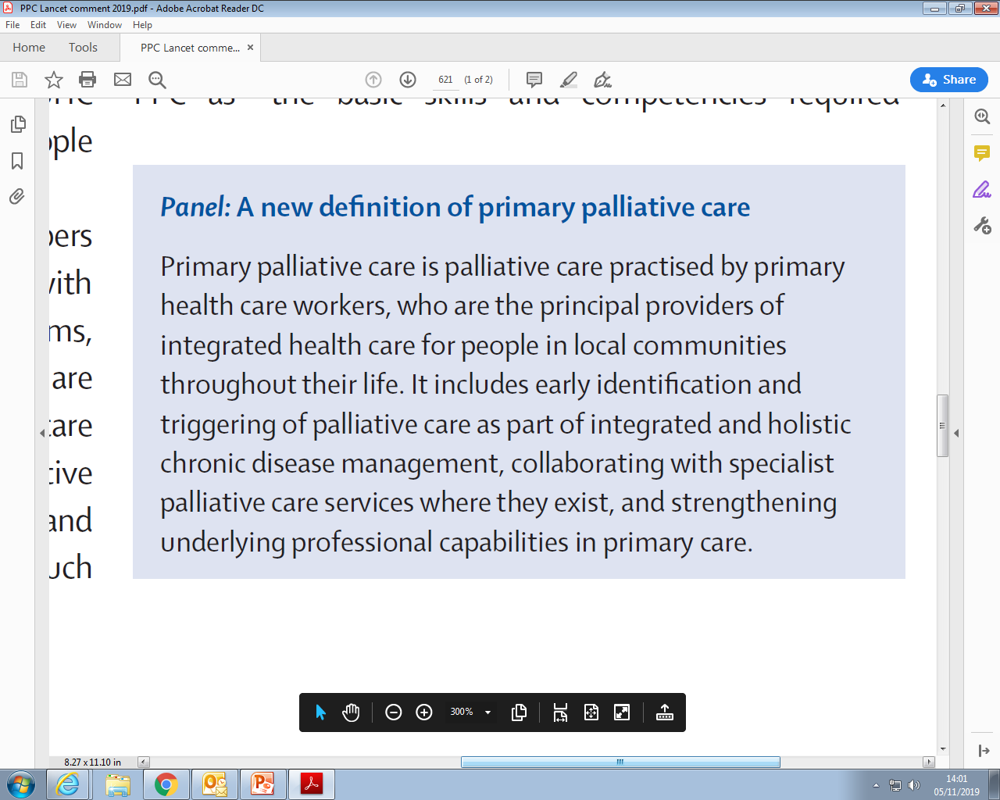 PPC Lancet comment 2019.pdf - Adobe Acrobat Reader DC
File Edit View Window Help
Home Tools PPC Lancet comme... ×
621 (1 of 2) Share
PPC as the basic skills and competencies required
ople
Panel: A new definition of primary palliative care
Primary palliative care is palliative care practised by primary
health care workers, who are the principal providers of
integrated health care for people in local communities
throughout their life. It includes early identification and
triggering of palliative care as part of integrated and holistic
chronic disease management, collaborating with specialist
palliative care services where they exist, and strengthening
underlying professional capabilities in primary care.
bers
vith
ms,
are
care
tive
and
uch
300%
8.27 x 11.10 in
14:01
05/11/2019